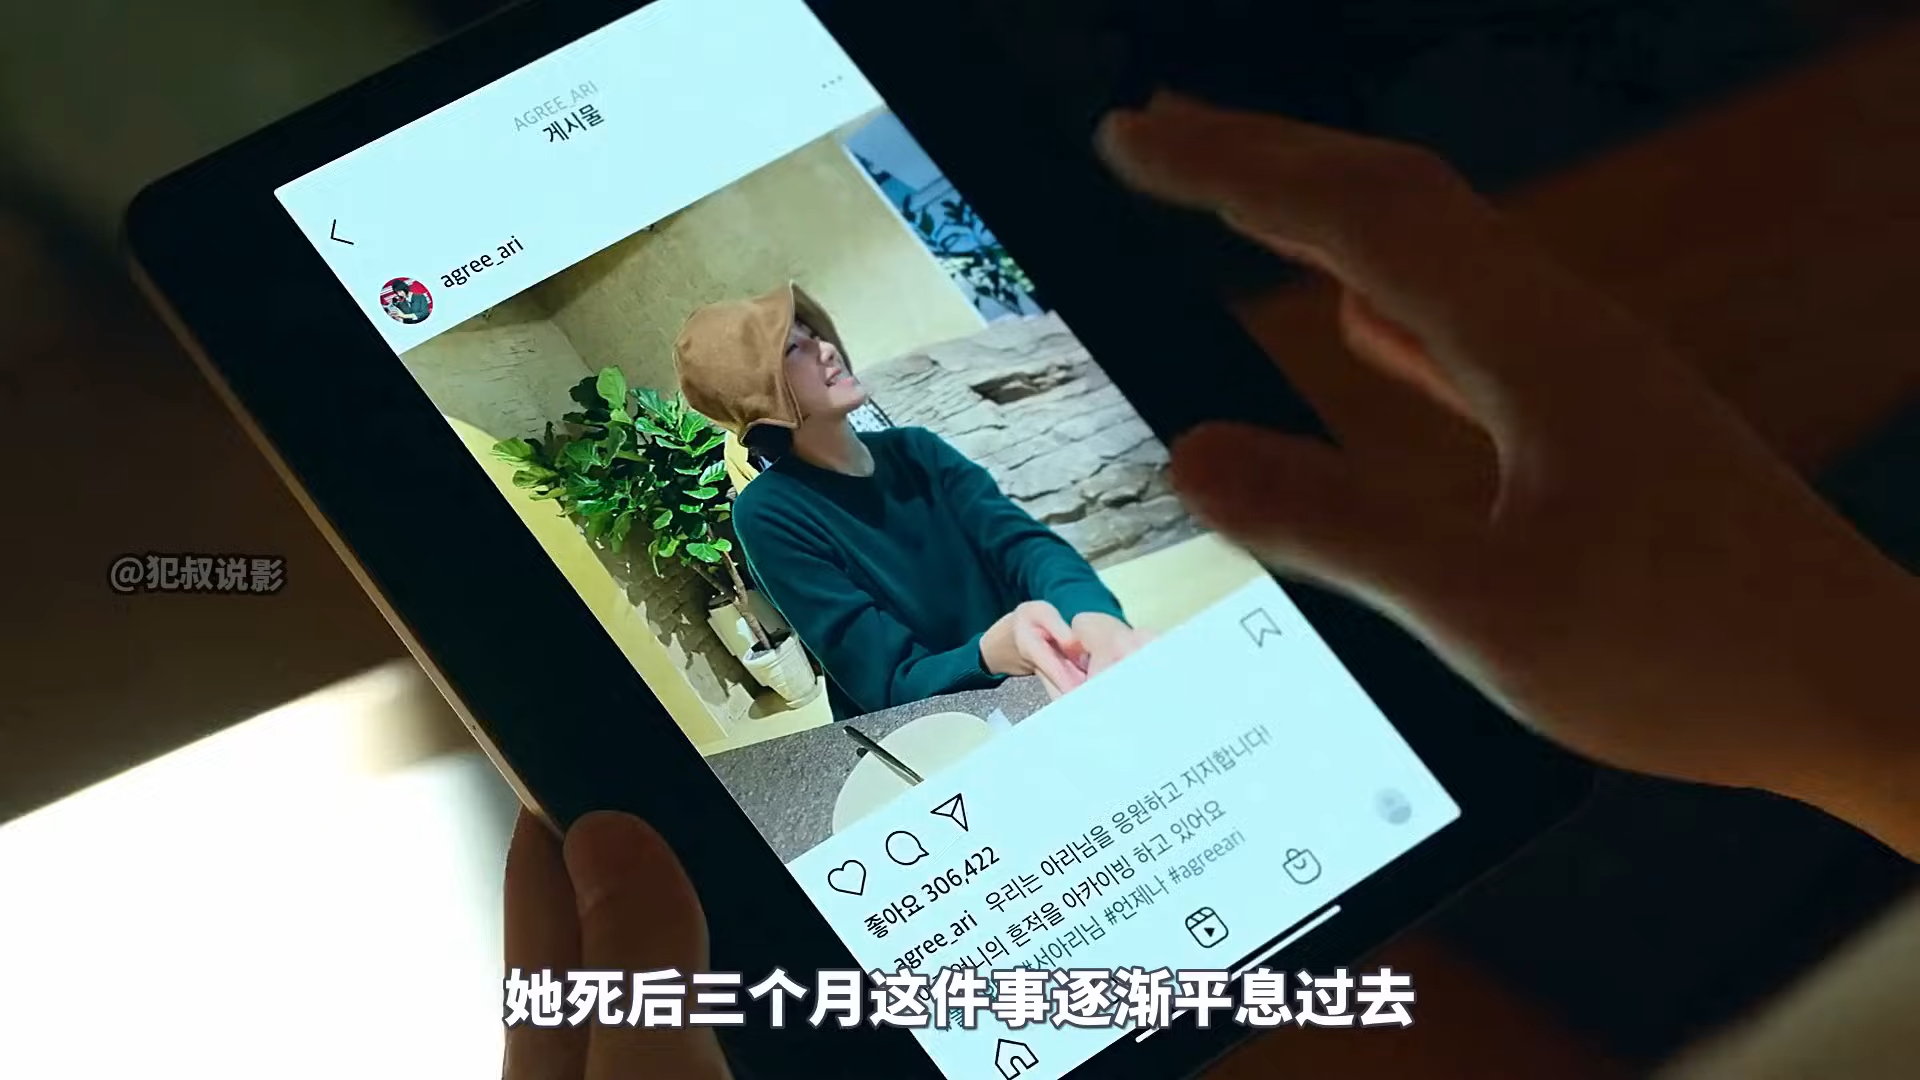 AGREE_ARI
게시물
agree_ari
@犯叔说影
좋아요 306,422
agree_ari 우리는 아리님을 응원하고 지지합니다!
흔적을 아카이빙 하고 있어요
#서아리님 #언제나 #agreeari
她死后三个月这件事逐渐平息过去